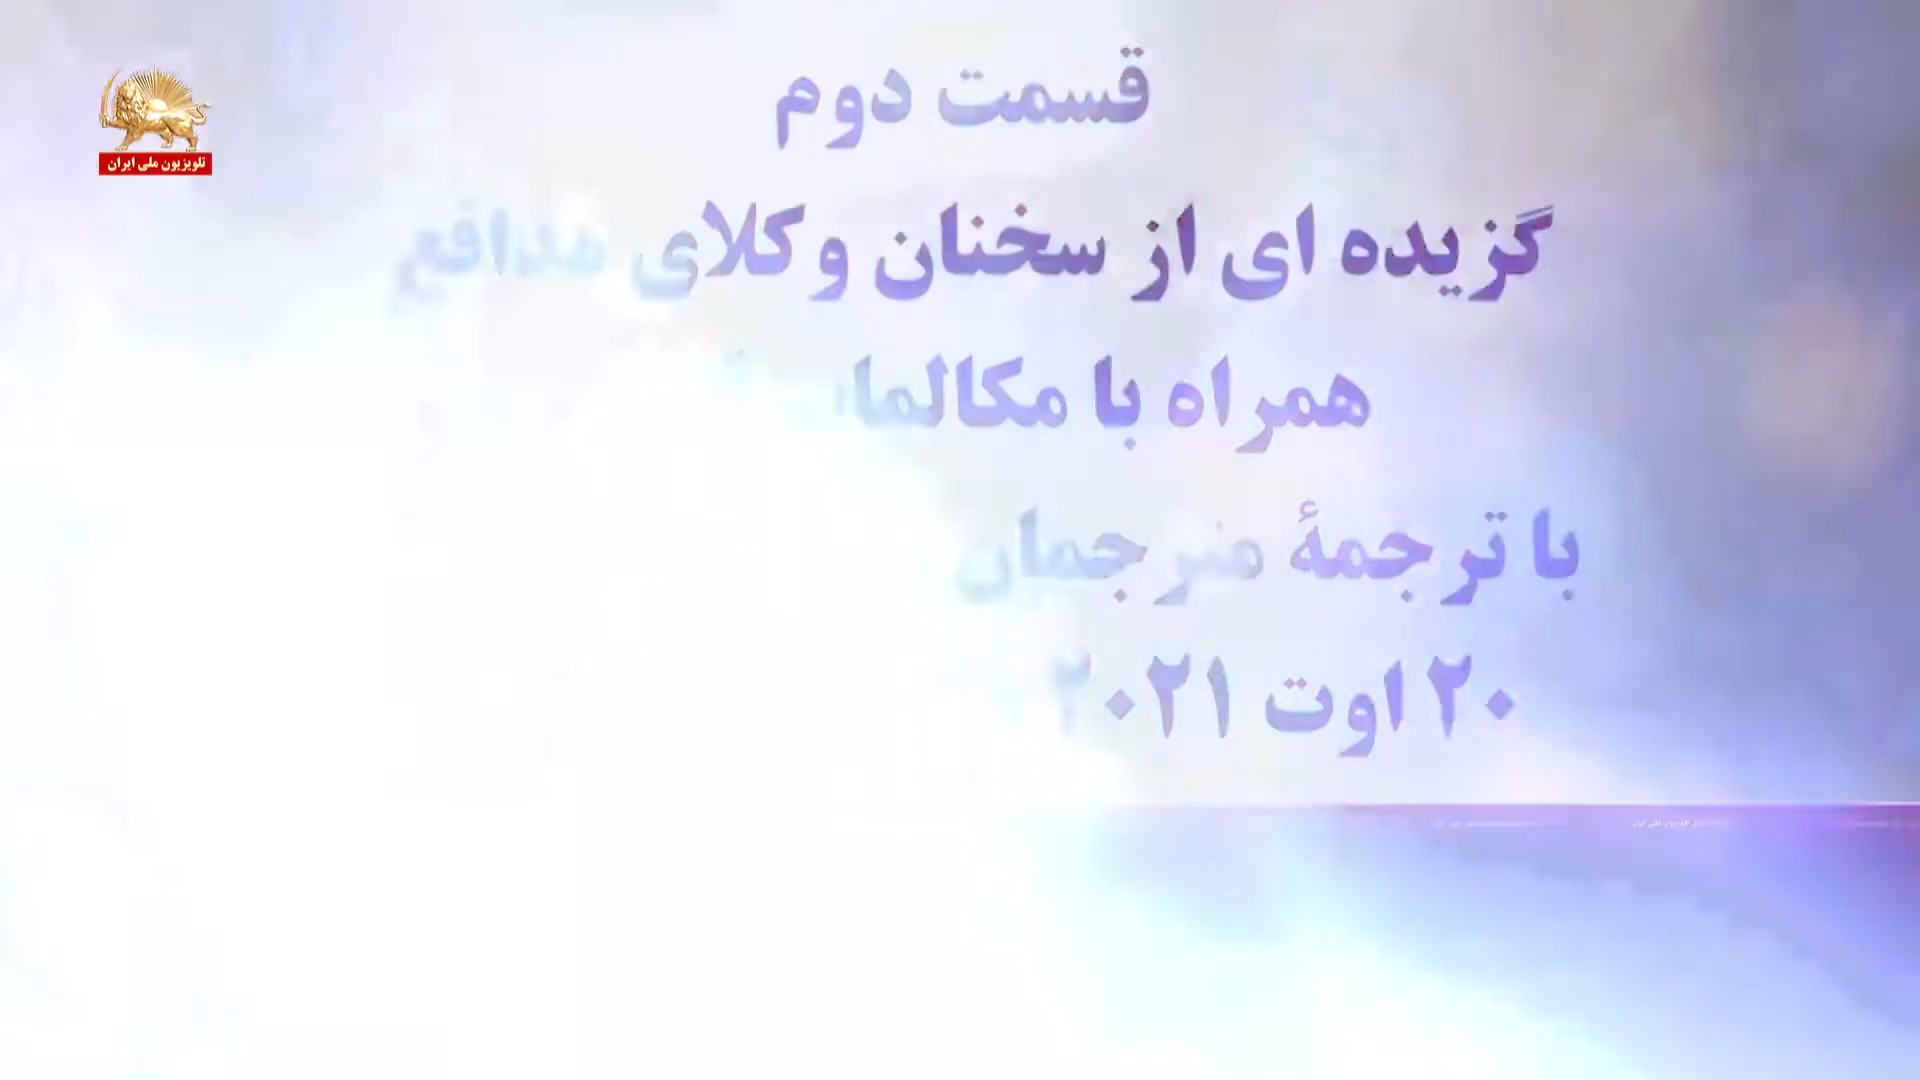 تلویزیون ملی ایران
قسمت دوم
گزیده ای از سخنان وکلای مدافع
همراه با
با ترجمهٔ مترجمان
۲۰ اوت ۲۰۲۱